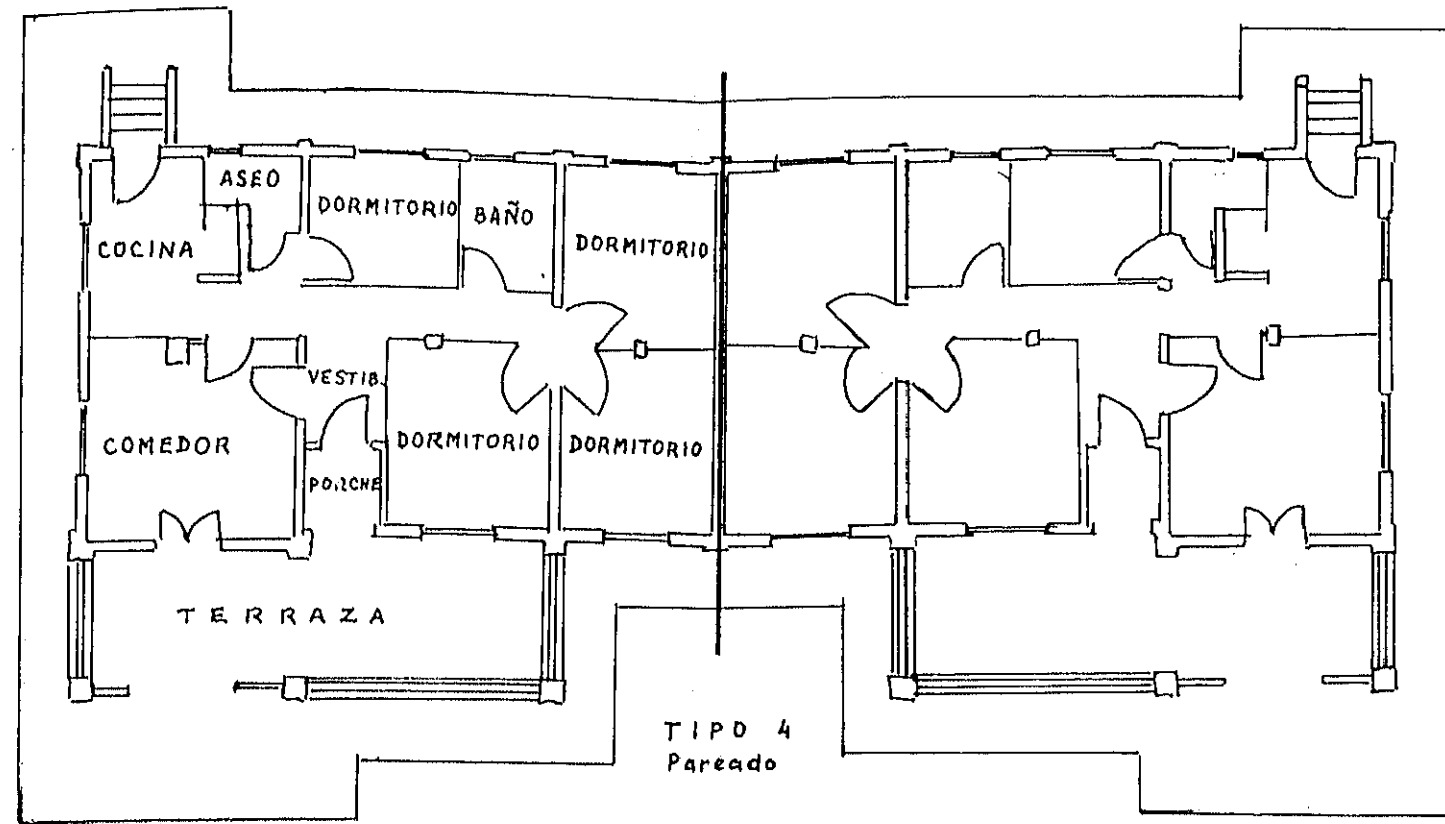 ASEO
DORMITORIO
BAÑO
COCINA
DORMITORIO
VESTIB.
COMEDOR
DORMITORIO
DORMITORIO
PORCHE
TERRAZA
TIPO 4
Pareado